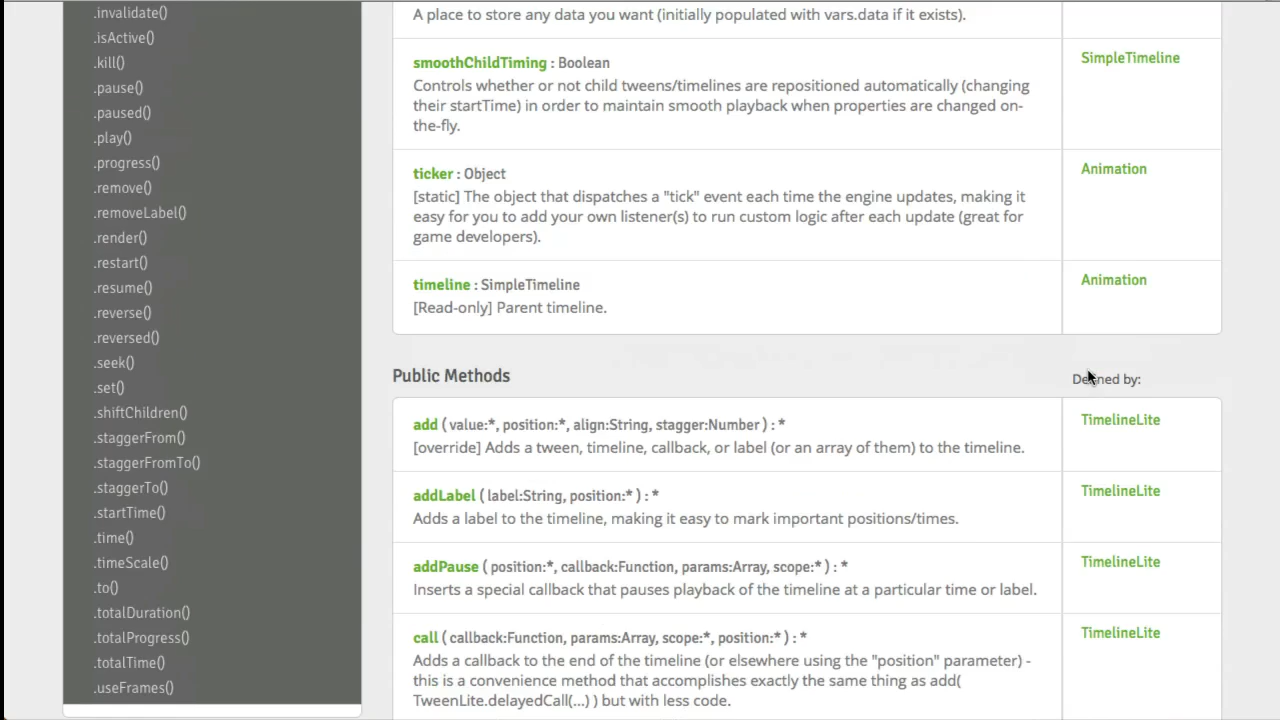 .invalidate()
.isActive()
.kill()
.pause()
.paused()
.play()
.progress()
.remove()
.removeLabel()
.render()
.restart()
.resume()
.reverse()
.reversed()
.seek()
.set()
.shiftChildren()
.staggerFrom()
.staggerFromTo()
.staggerTo()
.startTime()
.time()
.timeScale()
.to()
.totalDuration()
.totalProgress()
.totalTime()
.useFrames()
A place to store any data you want (initially populated with vars.data if it exists).
smoothChildTiming : Boolean
SimpleTimeline
Controls whether or not child tweens/timelines are repositioned automatically (changing
their startTime) in order to maintain smooth playback when properties are changed on-
the-fly.
ticker : Object
Animation
[static] The object that dispatches a "tick" event each time the engine updates, making it
easy for you to add your own listener(s) to run custom logic after each update (great for
game developers).
timeline : SimpleTimeline
Animation
[Read-only] Parent timeline.
Public Methods
Defined by:
add ( value:*, position:*, align:String, stagger:Number ) : *
TimelineLite
[override] Adds a tween, timeline, callback, or label (or an array of them) to the timeline.
addLabel ( label:String, position:* ) : *
TimelineLite
Adds a label to the timeline, making it easy to mark important positions/times.
addPause ( position:*, callback:Function, params:Array, scope:* ) : *
TimelineLite
Inserts a special callback that pauses playback of the timeline at a particular time or label.
call ( callback:Function, params:Array, scope:*, position:* ) : *
TimelineLite
Adds a callback to the end of the timeline (or elsewhere using the "position" parameter) -
this is a convenience method that accomplishes exactly the same thing as add(
TweenLite.delayedCall(...) ) but with less code.